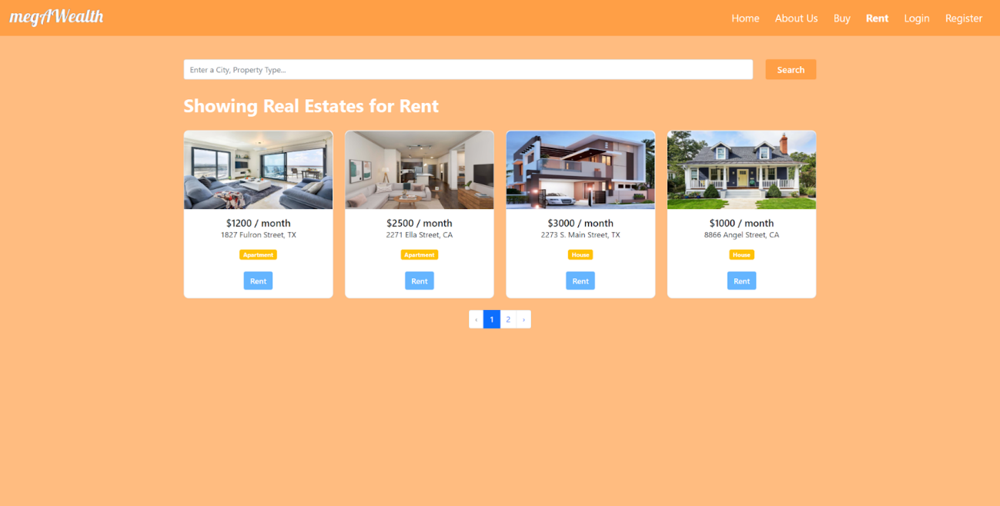 megAWealth
Home About Us Buy Rent Login Register
Enter a City, Property Type...
Search
Showing Real Estates for Rent
$1200 / month
1827 Fulron Street, TX
Apartment
Rent
$2500 / month
2271 Ella Street, CA
Apartment
Rent
$3000 / month
2273 S. Main Street, TX
House
Rent
$1000 / month
8866 Angel Street, CA
House
Rent
‹ 1 2 ›